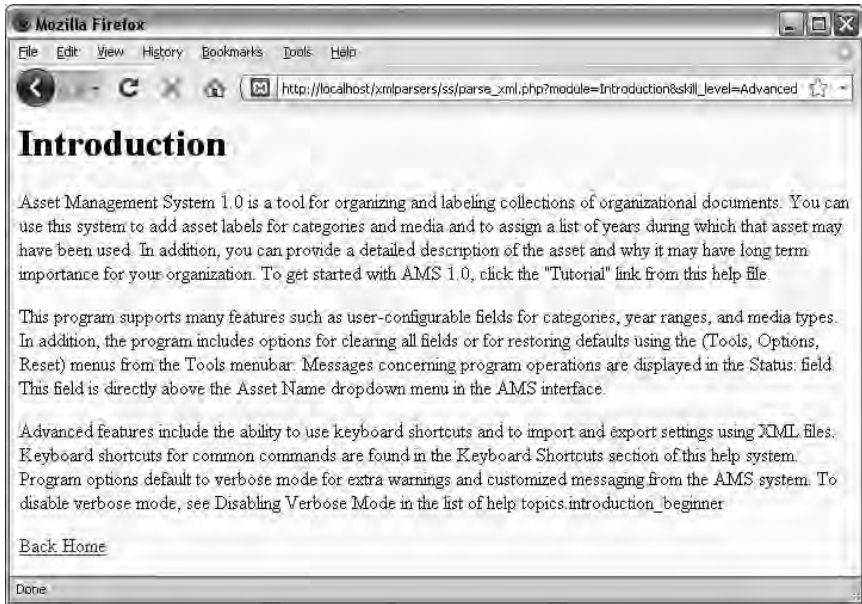 Mozilla Firefox
File Edit View History Bookmarks Tools Help
http://localhost/xmlparsers/ss/parse_xml.php?module=Introduction&skill_level=Advanced
Introduction
Asset Management System 1.0 is a tool for organizing and labeling collections of organizational documents. You can
use this system to add asset labels for categories and media and to assign a list of years during which that asset may
have been used. In addition, you can provide a detailed description of the asset and why it may have long term
importance for your organization. To get started with AMS 1.0, click the "Tutorial" link from this help file.
This program supports many features such as user-configurable fields for categories, year ranges, and media types.
In addition, the program includes options for clearing all fields or for restoring defaults using the (Tools, Options,
Reset) menus from the Tools menubar. Messages concerning program operations are displayed in the Status: field.
This field is directly above the Asset Name dropdown menu in the AMS interface.
Advanced features include the ability to use keyboard shortcuts and to import and export settings using XML files.
Keyboard shortcuts for common commands are found in the Keyboard Shortcuts section of this help system.
Program options default to verbose mode for extra warnings and customized messaging from the AMS system. To
disable verbose mode, see Disabling Verbose Mode in the list of help topics.introduction_beginner
Back Home
Done